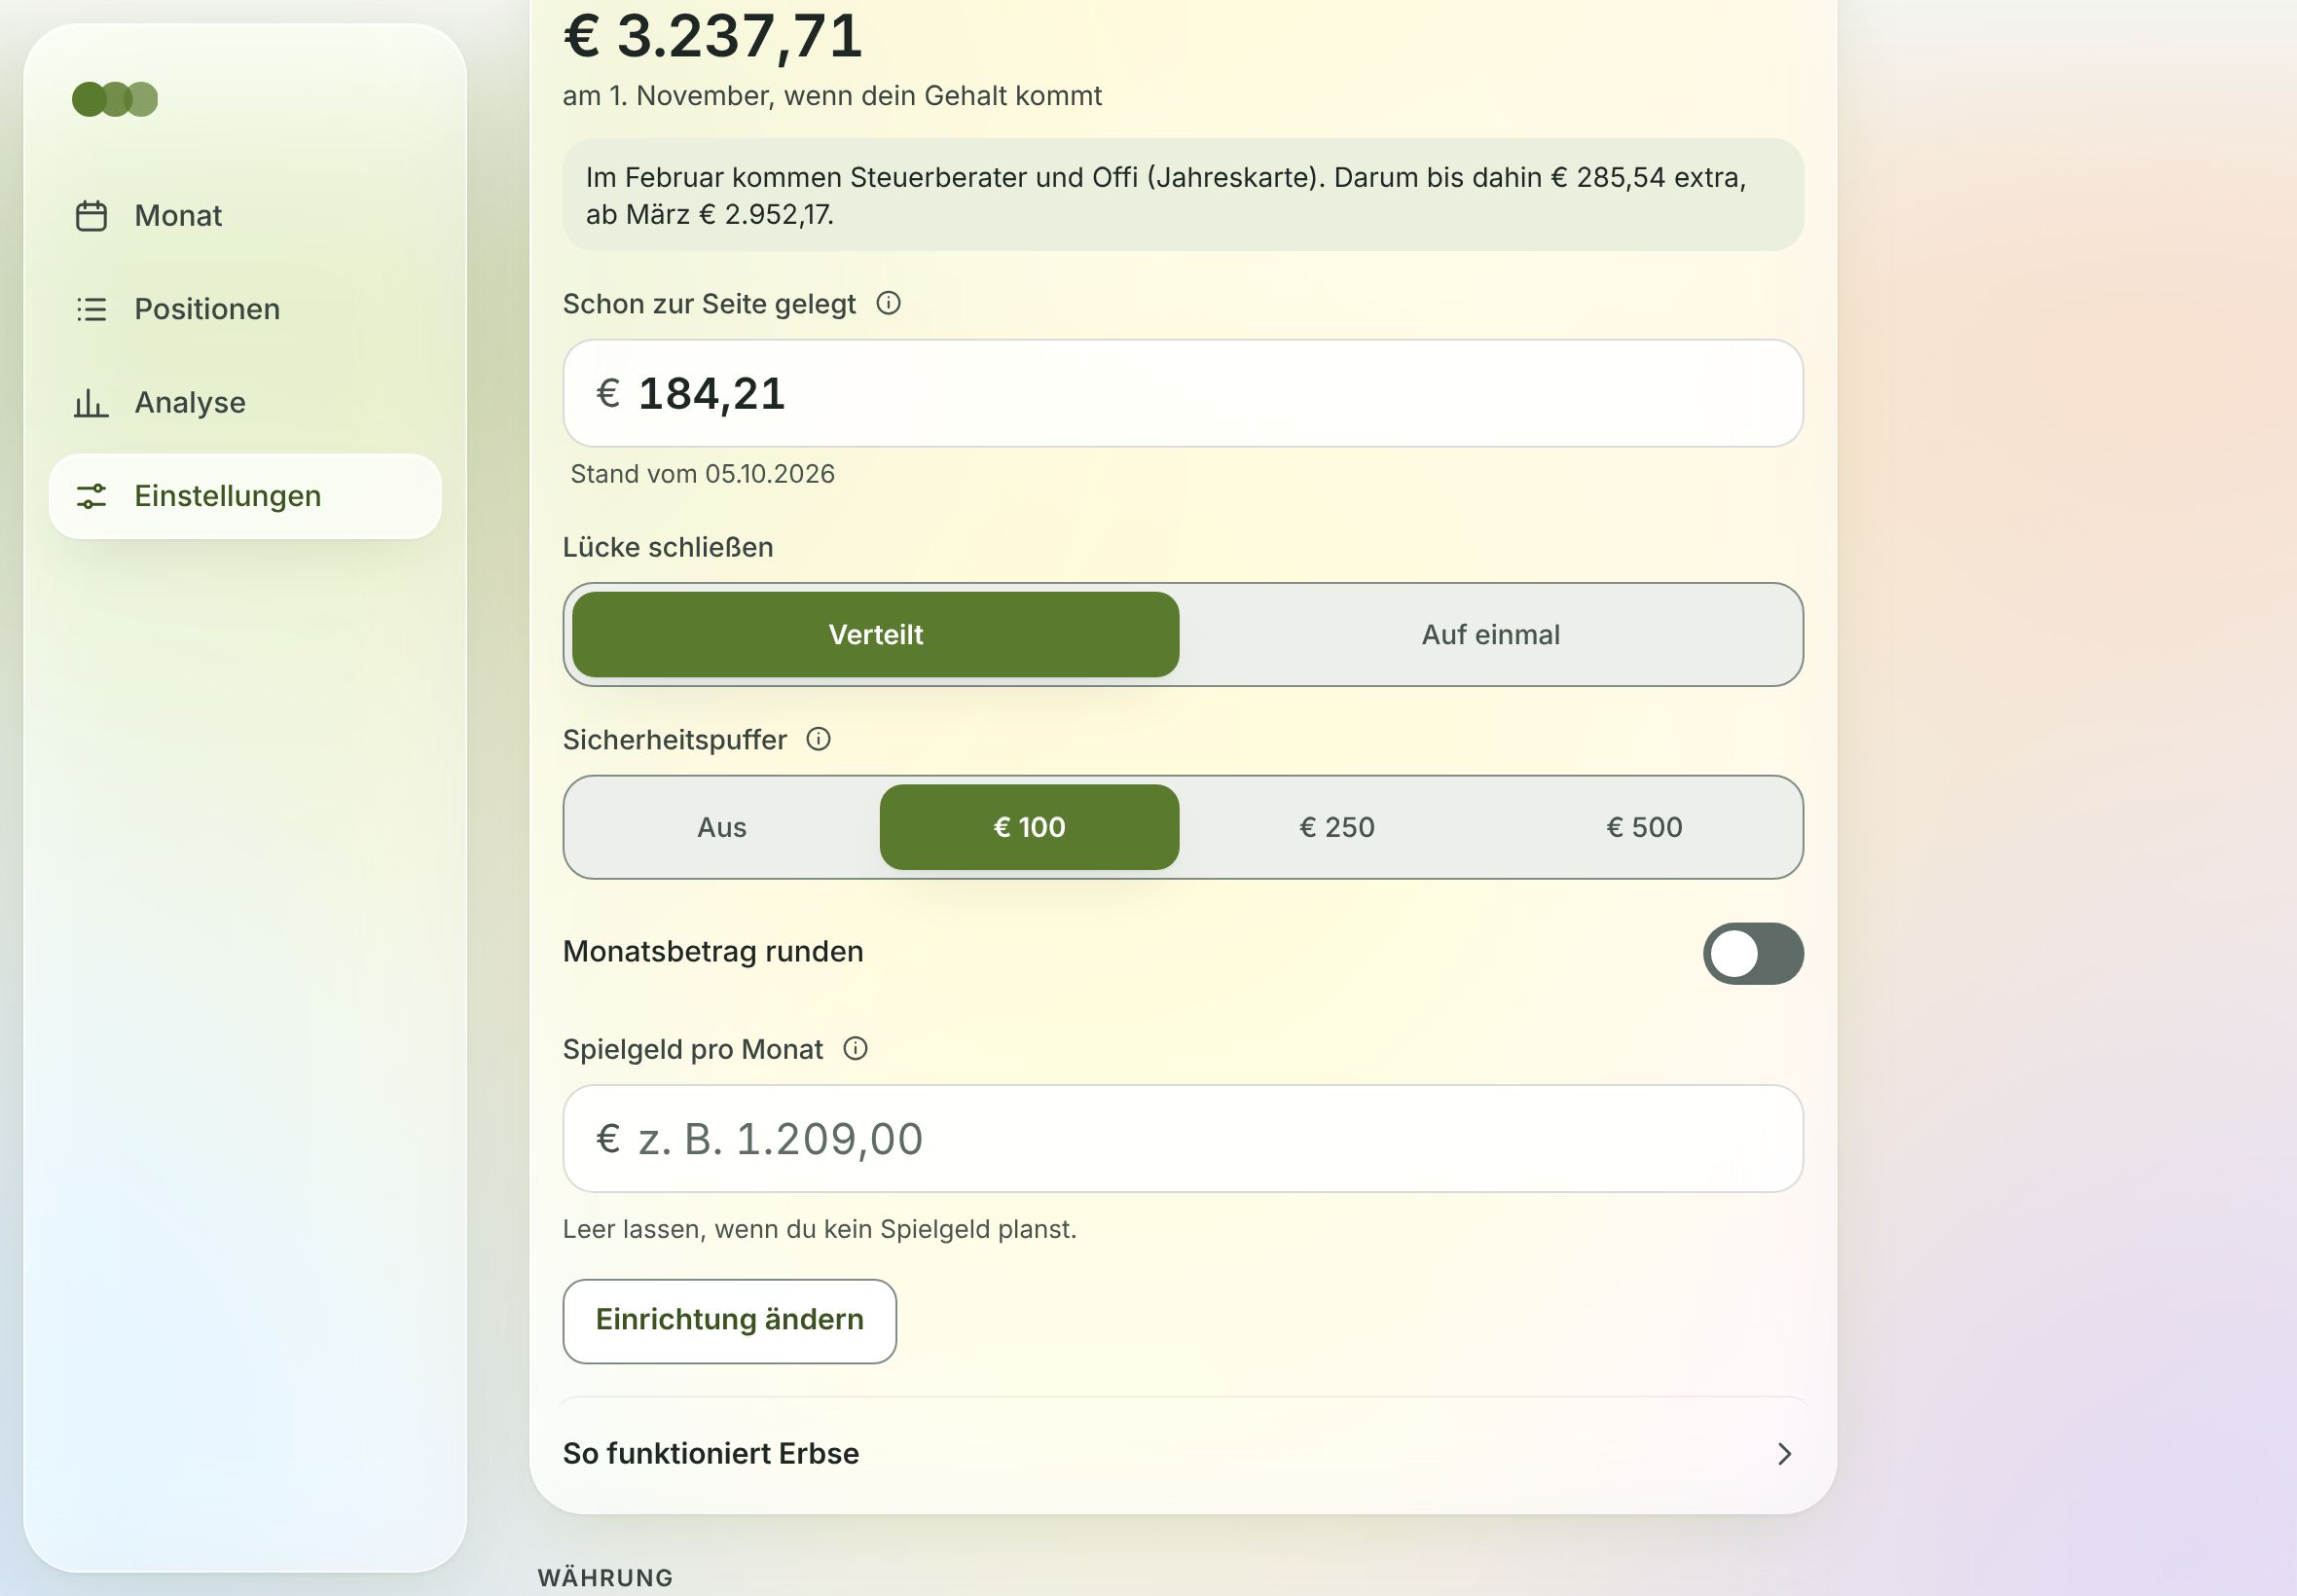 Monat
Positionen
Analyse
Einstellungen
€ 3.237,71
am 1. November, wenn dein Gehalt kommt
Im Februar kommen Steuerberater und Offi (Jahreskarte). Darum bis dahin € 285,54 extra,
ab März € 2.952,17.
Schon zur Seite gelegt
€ 184,21
Stand vom 05.10.2026
Lücke schließen
Verteilt
Auf einmal
Sicherheitspuffer
Aus
€ 100
€ 250
€ 500
Monatsbetrag runden
Spielgeld pro Monat
€ z. B. 1.209,00
Leer lassen, wenn du kein Spielgeld planst.
Einrichtung ändern
So funktioniert Erbse
WÄHRUNG